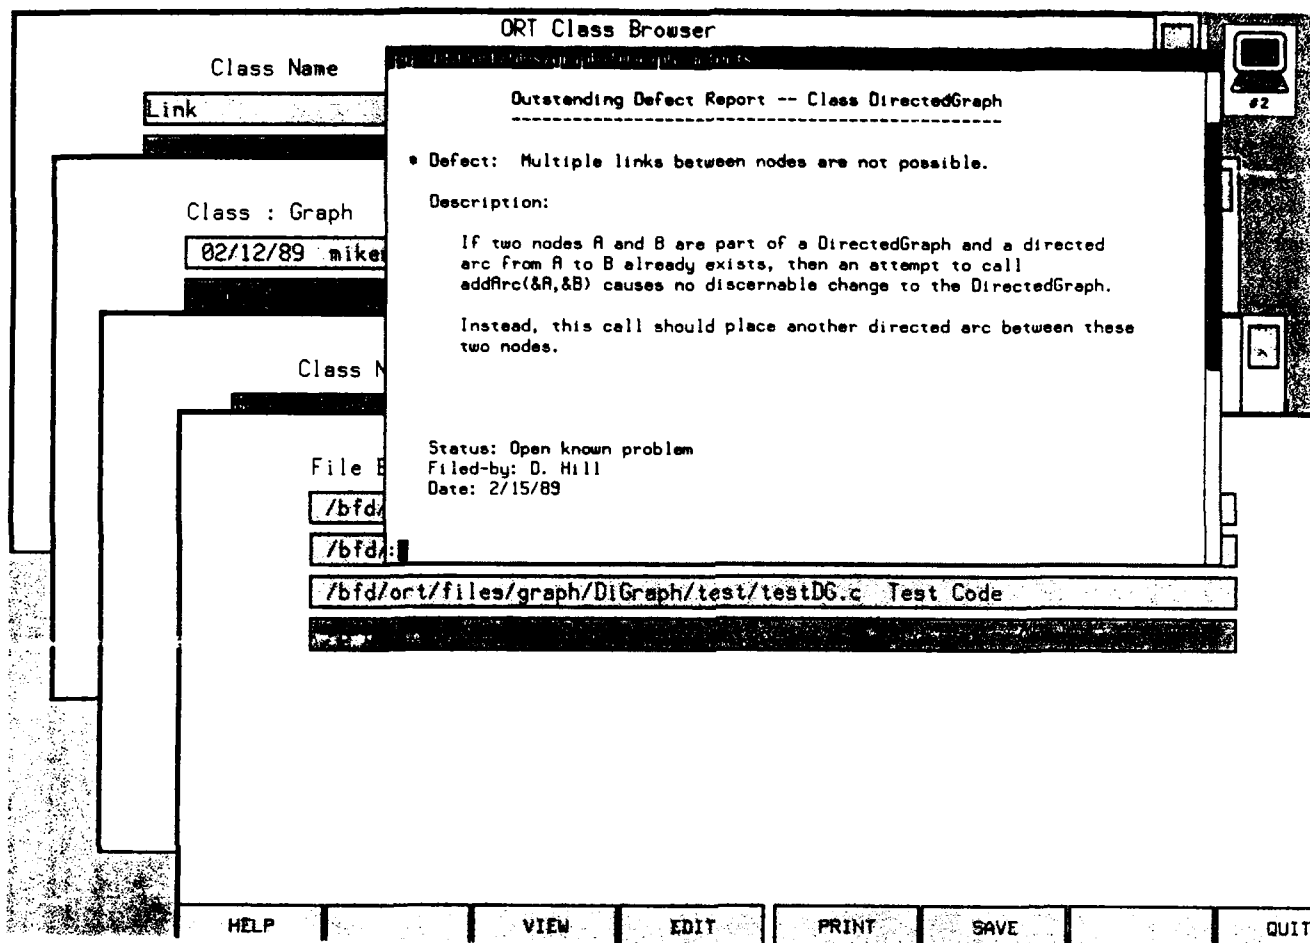 ORT Class Browser
Class Name
Link
#2
Outstanding Defect Report -- Class DirectedGraph
------------------------------------------------
* Defect: Multiple links between nodes are not possible.
Description:
If two nodes A and B are part of a DirectedGraph and a directed
arc from A to B already exists, then an attempt to call
addArc(&A,&B) causes no discernable change to the DirectedGraph.
Instead, this call should place another directed arc between these
two nodes.
Status: Open known problem
Filed-by: D. Hill
Date: 2/15/89
:
Class : Graph
02/12/89 mike
Class N
File
/bfd/
/bfd/
/bfd/ort/files/graph/DiGraph/test/testDG.c Test Code
HELP
VIEW
EDIT
PRINT
SAVE
QUIT